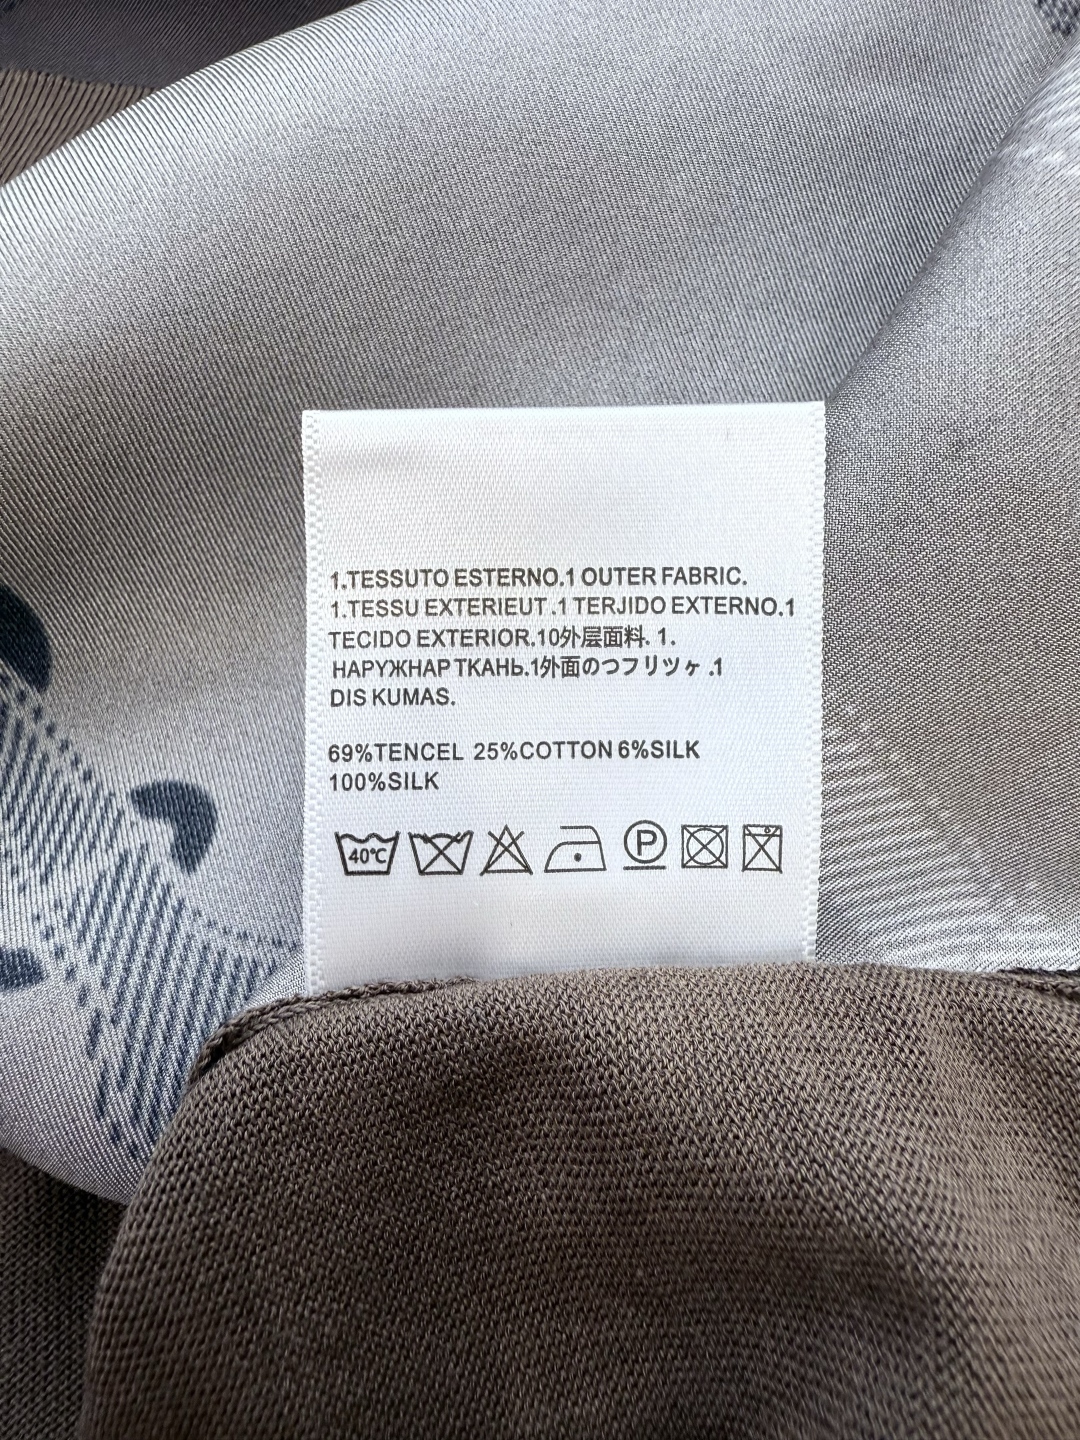 1.TESSUTO ESTERNO.1 OUTER FABRIC.
1.TESSU EXTERIEUT .1 TERJIDO EXTERNO.1
TECIDO EXTERIOR.10外层面料. 1.
НАРУЖНАР ТКАНЬ.1外面のつフリツヶ .1
DIS KUMAS.
69%TENCEL 25%COTTON 6%SILK
100%SILK
40℃ P